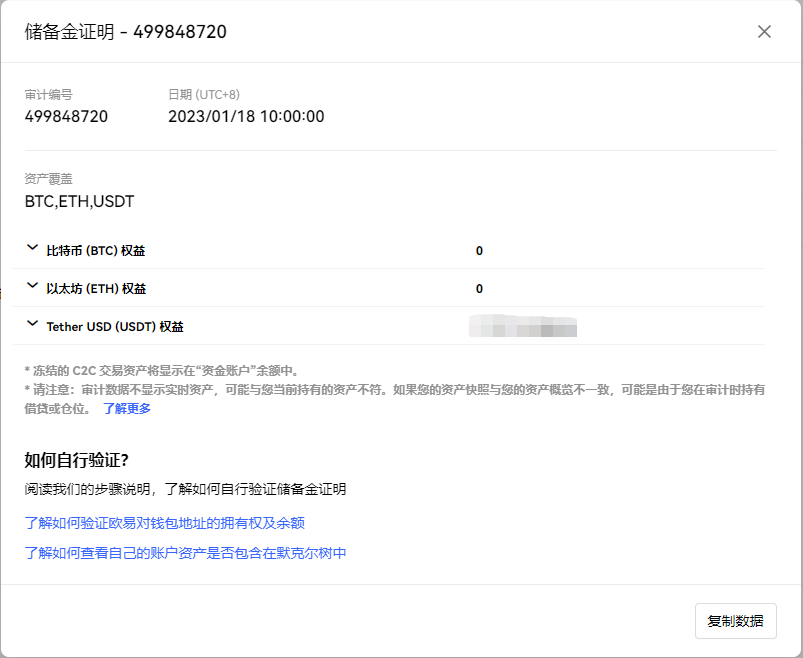 储备金证明 - 499848720
审计编号
日期 (UTC+8)
499848720
2023/01/18 10:00:00
资产覆盖
BTC,ETH,USDT
比特币 (BTC) 权益 0
以太坊 (ETH) 权益 0
Tether USD (USDT) 权益
* 冻结的 C2C 交易资产将显示在“资金账户”余额中。
* 请注意：审计数据不显示实时资产，可能与您当前持有的资产不符。如果您的资产快照与您的资产概览不一致，可能是由于您在审计时持有
借贷或仓位。 了解更多
如何自行验证?
阅读我们的步骤说明，了解如何自行验证储备金证明
了解如何验证欧易对钱包地址的拥有权及余额
了解如何查看自己的账户资产是否包含在默克尔树中
复制数据